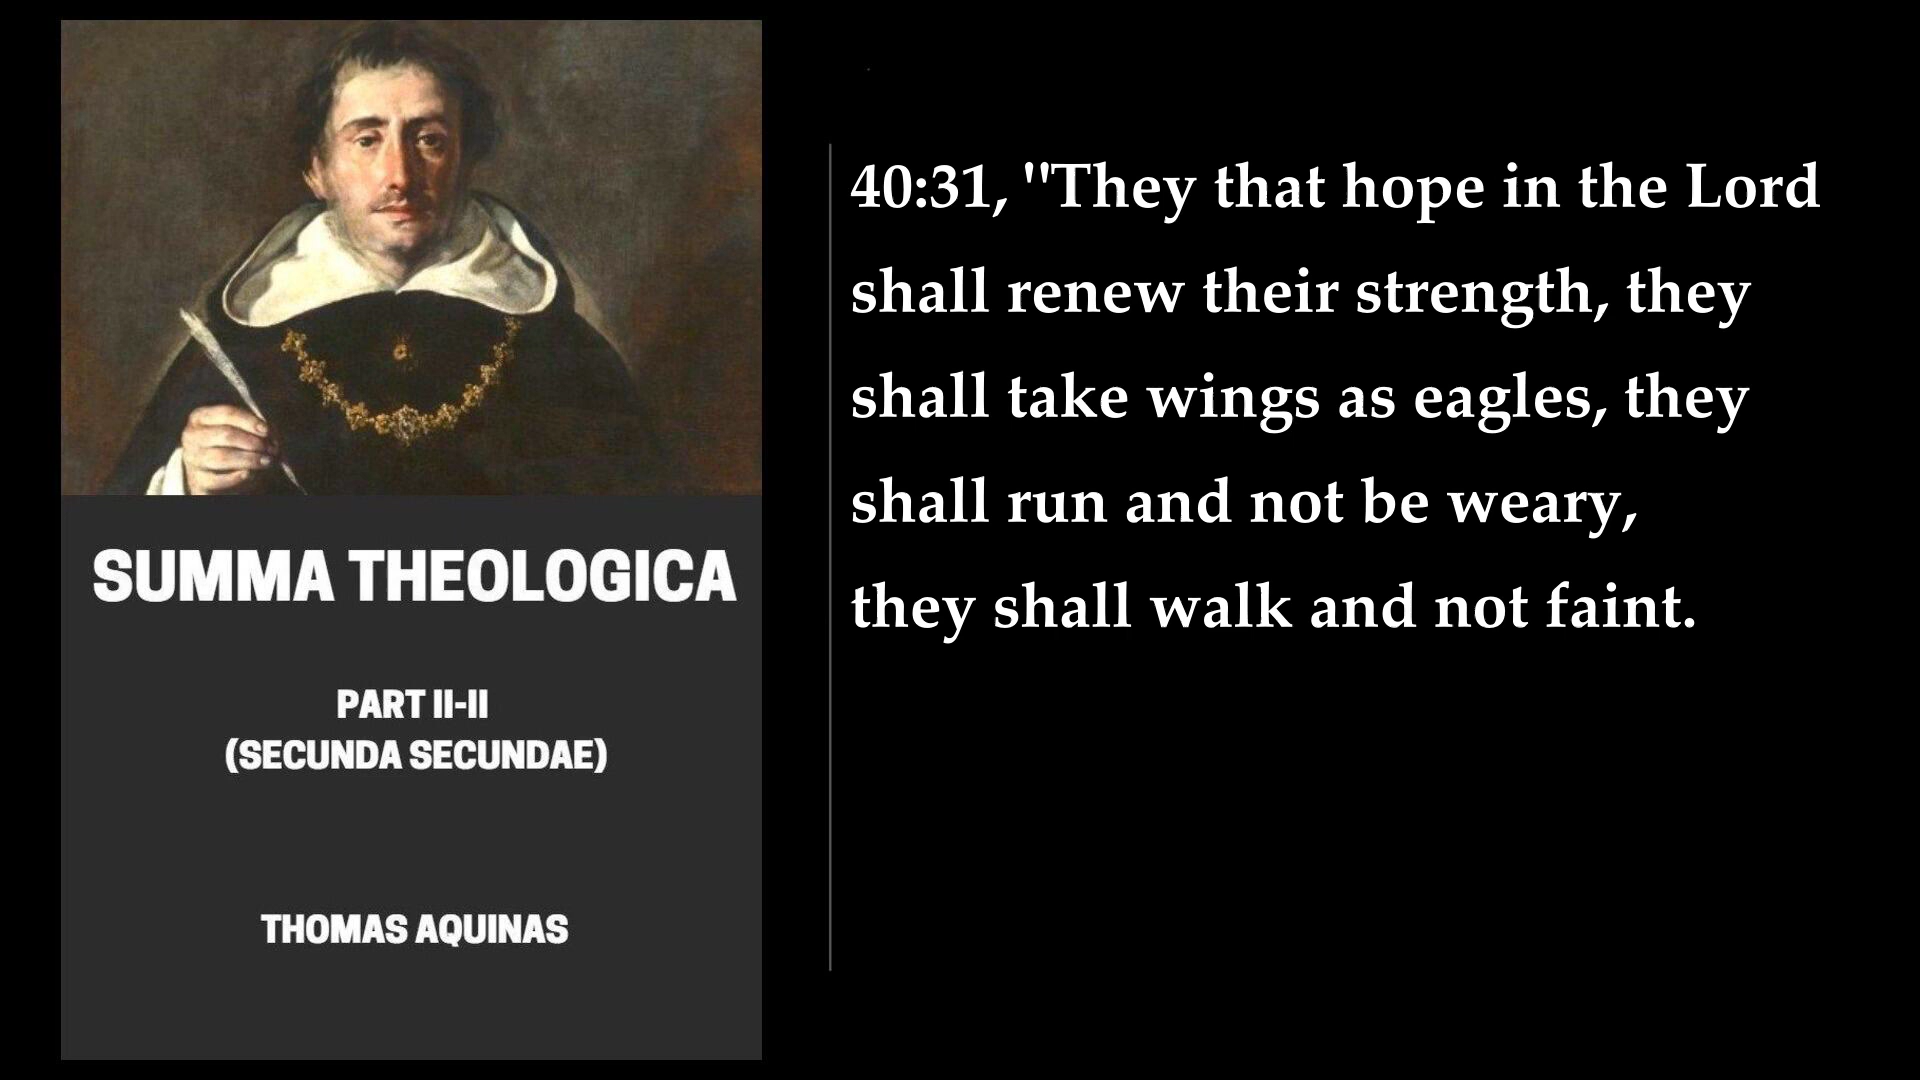 SUMMA THEOLOGICA
PART II-II
(SECUNDA SECUNDAE)
THOMAS AQUINAS
40:31, "They that hope in the Lord
shall renew their strength, they
shall take wings as eagles, they
shall run and not be weary,
they shall walk and not faint.